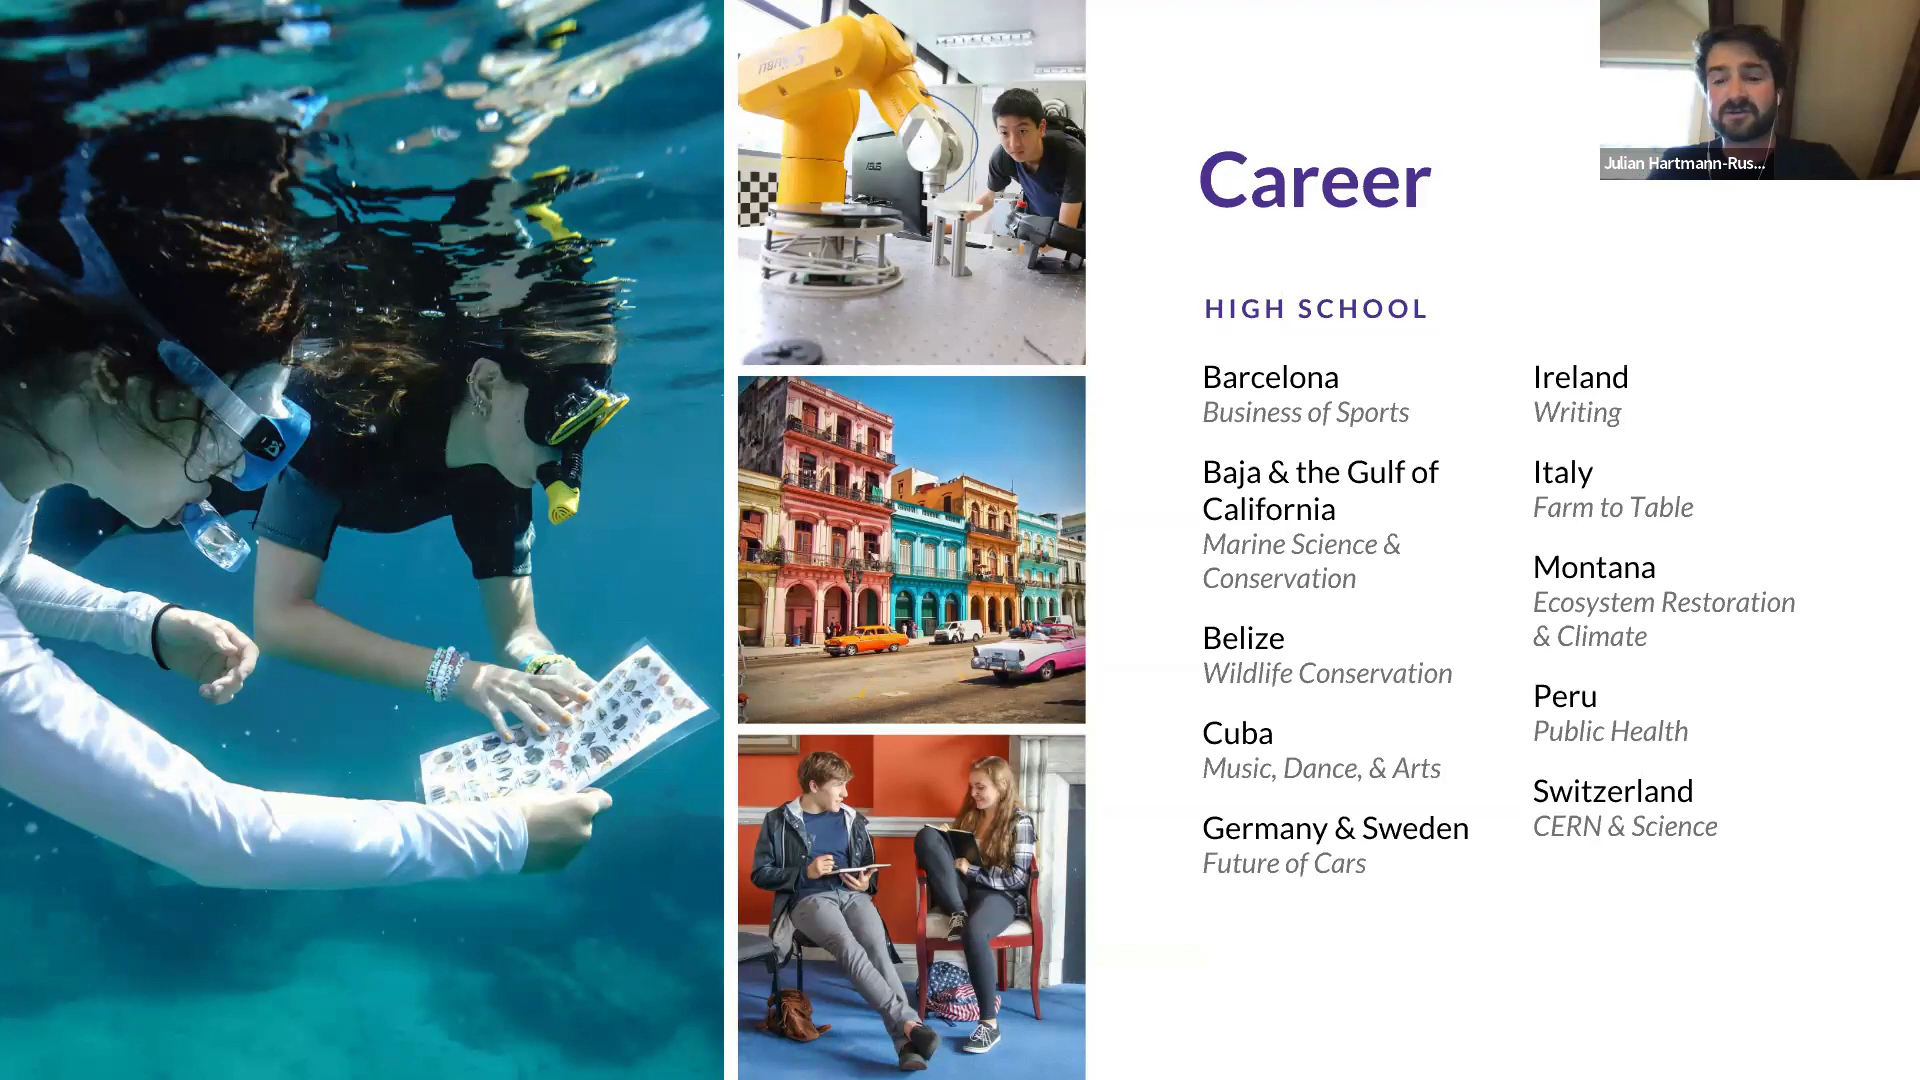 Career
Julian Hartmann-Rus...
HIGH SCHOOL
Barcelona
Business of Sports
Baja & the Gulf of
California
Marine Science &
Conservation
Belize
Wildlife Conservation
Cuba
Music, Dance, & Arts
Germany & Sweden
Future of Cars
Ireland
Writing
Italy
Farm to Table
Montana
Ecosystem Restoration
& Climate
Peru
Public Health
Switzerland
CERN & Science
ASUS